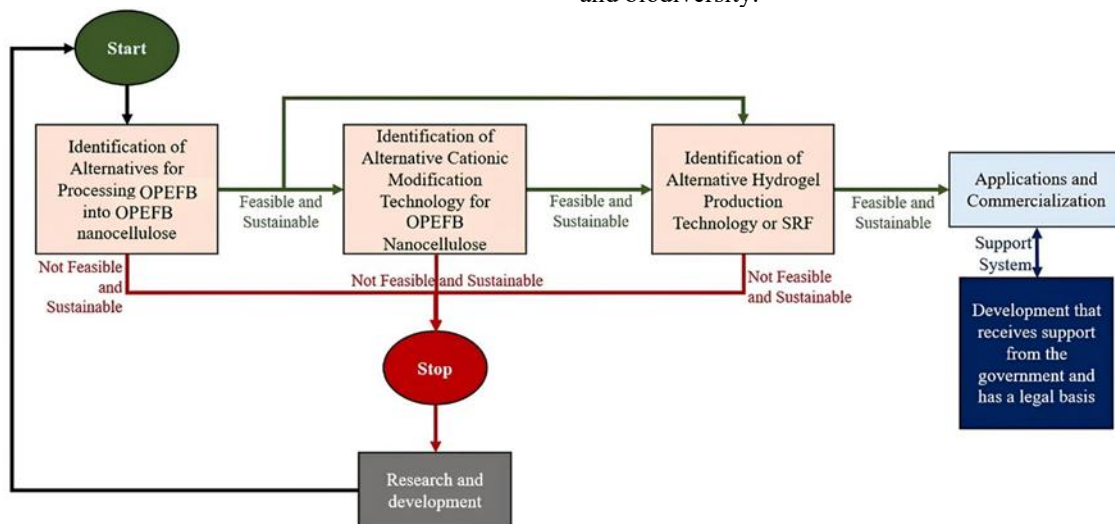 and biodiversity.
Start
Identification of
Alternatives for
Processing OPEFB
into OPEFB
nanocellulose
Feasible and
Sustainable
Identification of
Alternative Cationic
Modification
Technology for
OPEFB
Nanocellulose
Feasible and
Sustainable
Identification of
Alternative Hydrogel
Production
Technology or SRF
Feasible and
Sustainable
Applications and
Commercialization
Support
System
Development that
receives support
from the
government and
has a legal basis
Not Feasible
and
Sustainable
Not Feasible and Sustainable
Not Feasible
and Sustainable
Stop
Research and
development